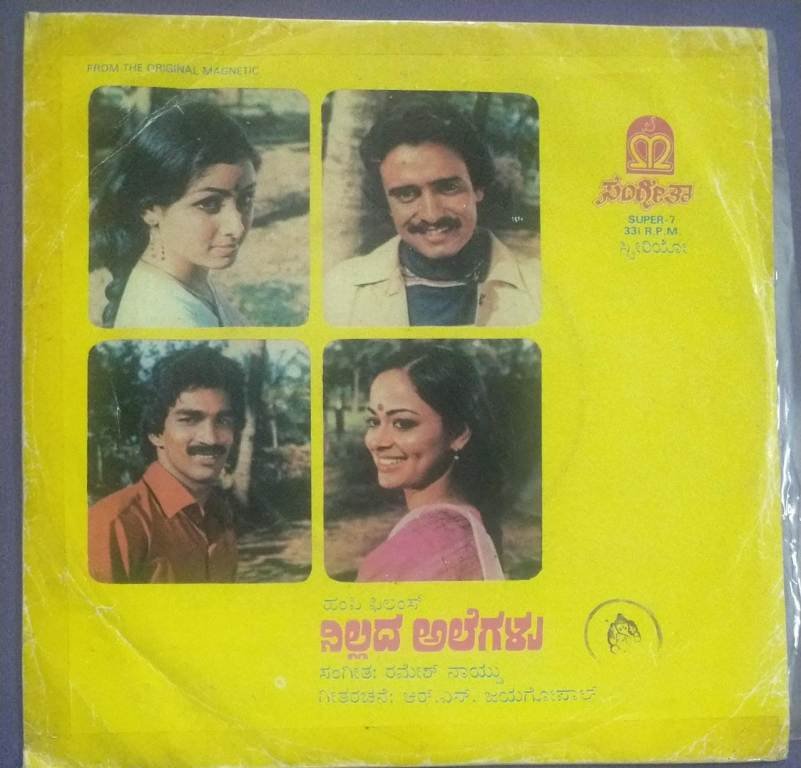 FROM THE ORIGINAL MAGNETIC
ಸಂಗೀತಾ
SUPER-7
33⅓ R.P.M.
ಸ್ಟೀರಿಯೋ
ಹಂಪಿ ಫಿಲಂಸ್
ನಿಲ್ಲದ ಅಲೆಗಳು
ಸಂಗೀತ: ರಮೇಶ್ ನಾಯ್ಡು
ಗೀತರಚನೆ: ಆರ್.ಎನ್. ಜಯಗೋಪಾಲ್